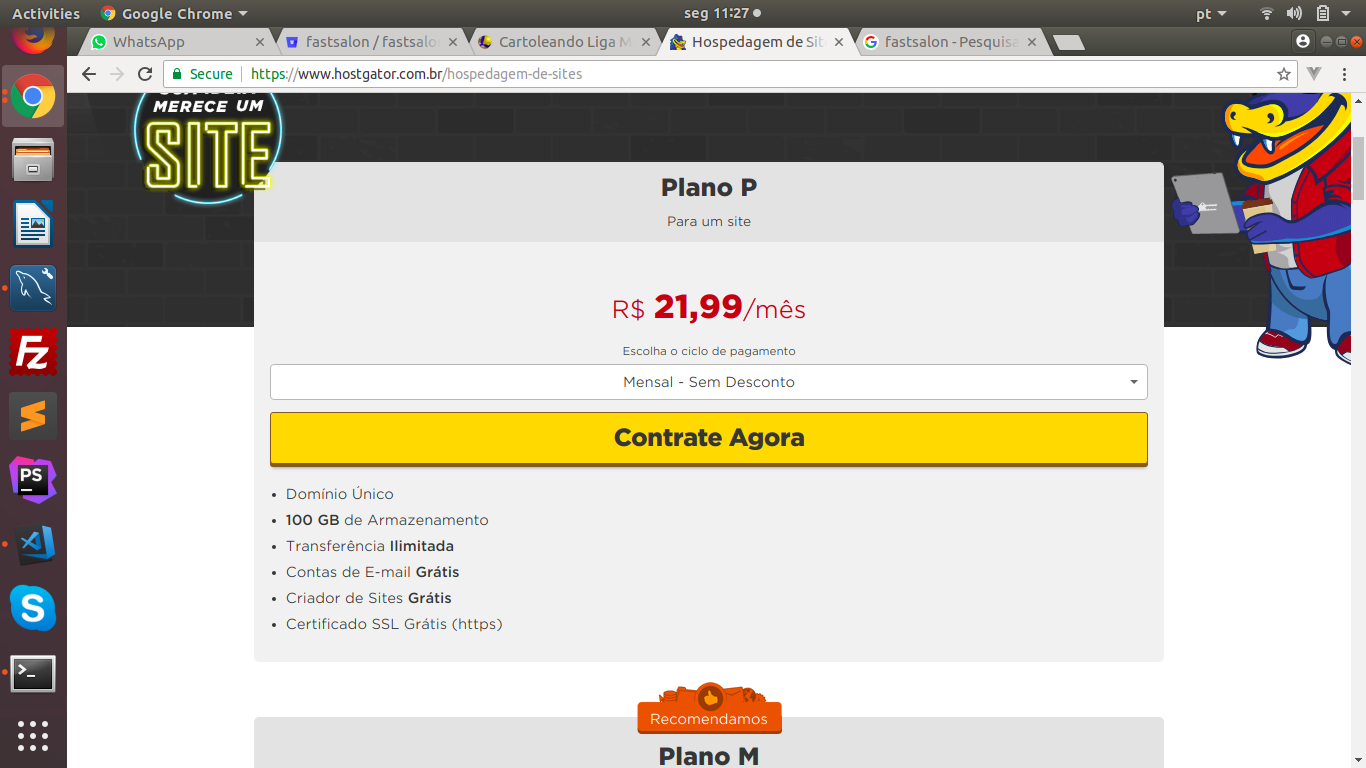 Activities
Google Chrome
seg 11:27
pt
WhatsApp
fastsalon / fastsalo
Cartoleando Liga M
Hospedagem de Sit
fastsalon - Pesquisa
Secure
https://www.hostgator.com.br/hospedagem-de-sites
MERECE UM
SITE
Plano P
Para um site
R$ 21,99/mês
Escolha o ciclo de pagamento
Mensal - Sem Desconto
Contrate Agora
• Domínio Único
• 100 GB de Armazenamento
• Transferência Ilimitada
• Contas de E-mail Grátis
• Criador de Sites Grátis
• Certificado SSL Grátis (https)
Recomendamos
Plano M
Fz
PS
S